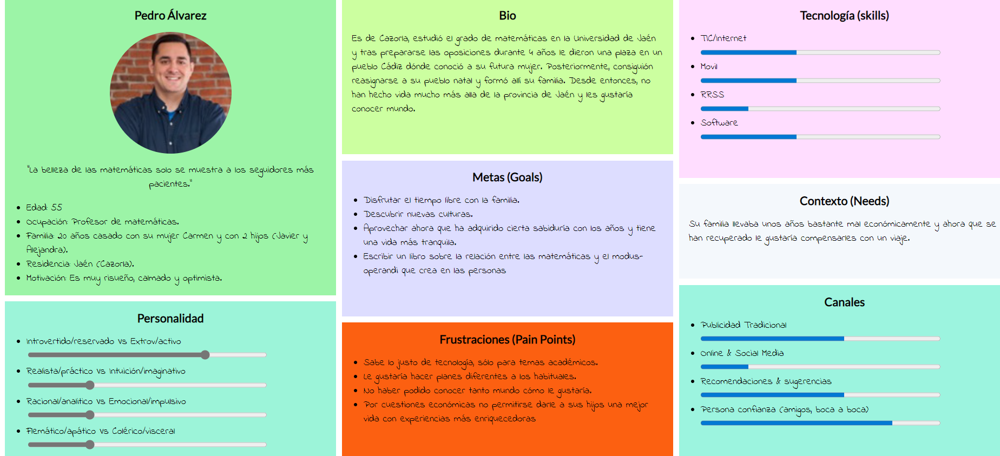 Pedro Álvarez
"La belleza de las matemáticas solo se muestra a los seguidores más
pacientes."
Edad: 55
Ocupación: Profesor de matemáticas.
Familia: 20 años casado con su mujer Carmen y con 2 hijos (Javier y
Alejandra).
Residencia: Jaén (Cazorla).
Motivación: Es muy risueño, calmado y optimista.
Personalidad
Introvertido/reservado Vs Extrov/activo
Realista/práctico Vs Intuición/imaginativo
Racional/analitico Vs Emocional/impulsivo
Flemático/apático Vs Colérico/visceral
Bio
Es de Cazorla, estudió el grado de matemáticas en la Universidad de Jaén
y tras prepararse las oposiciones durante 4 años le dieron una plaza en un
pueblo Cádiz dónde conoció a su futura mujer. Posteriormente, consiguión
reasignarse a su pueblo natal y formó allí su familia. Desde entonces, no
han hecho vida mucho más alla de la provincia de Jaén y les gustaría
conocer mundo.
Metas (Goals)
Disfrutar el tiempo libre con la familia.
Descubrir nuevas culturas.
Aprovechar ahora que ha adquirido cierta sabiduría con los años y tiene
una vida más tranquila.
Escribir un libro sobre la relación entre las matemáticas y el modus-
operandi que crea en las personas
Frustraciones (Pain Points)
Sabe lo justo de tecnología, sólo para temas académicos.
Le gustaría hacer planes diferentes a los habituales.
No haber podido conocer tanto mundo cómo le gustaría.
Por cuestiones económicas no permitirse darle a sus hijos una mejor
vida con experiencias más enriquecedoras
Tecnología (skills)
TIC/Internet
Movil
RRSS
Software
Contexto (Needs)
Su familia llevaba unos años bastante mal económicamente y ahora que se
han recuperado le gustaría compensarles con un viaje.
Canales
Publicidad Tradicional
Online & Social Media
Recomendaciones & sugerencias
Persona confianza (amigos, boca a boca)